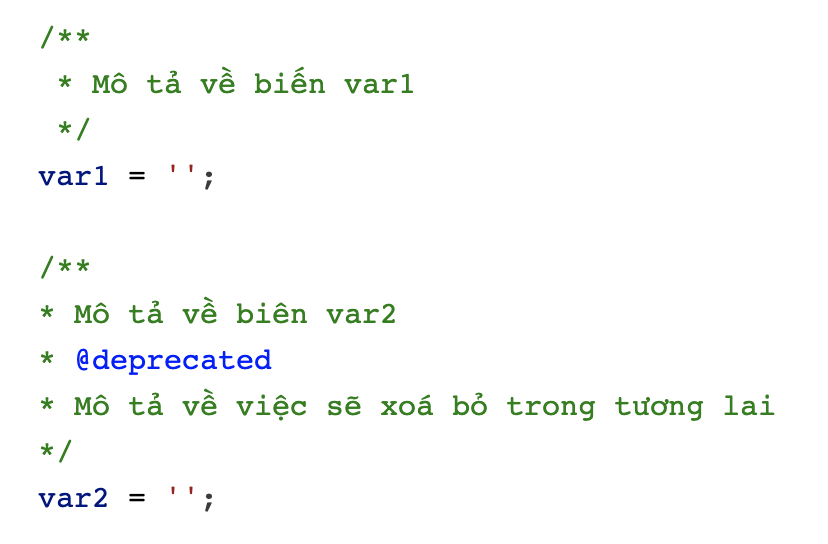 /**
 * Mô tả về biến var1
 */
var1 = '';
/**
* Mô tả về biên var2
* @deprecated
* Mô tả về việc sẽ xoá bỏ trong tương lai
*/
var2 = '';